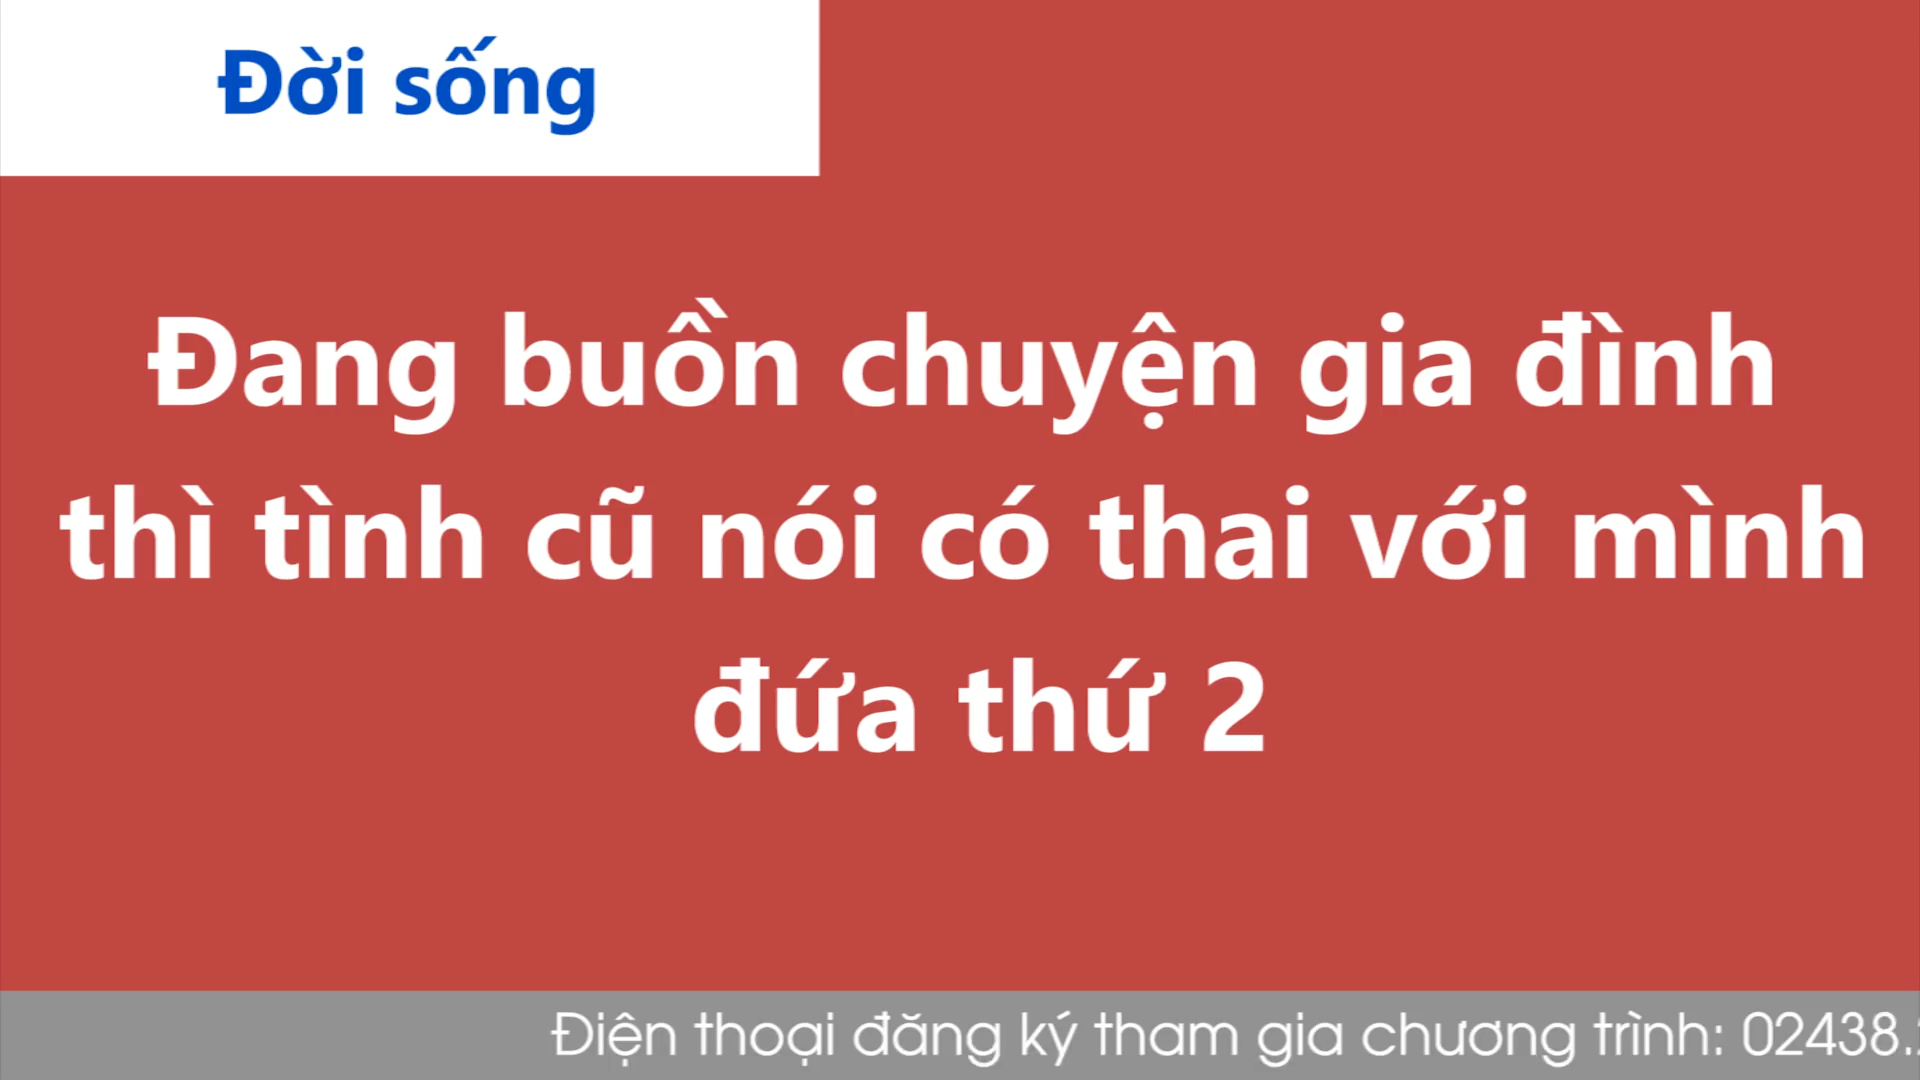 Đời sống
Đang buồn chuyện gia đình
thì tình cũ nói có thai với mình
đứa thứ 2
Điện thoại đăng ký tham gia chương trình: 02438.